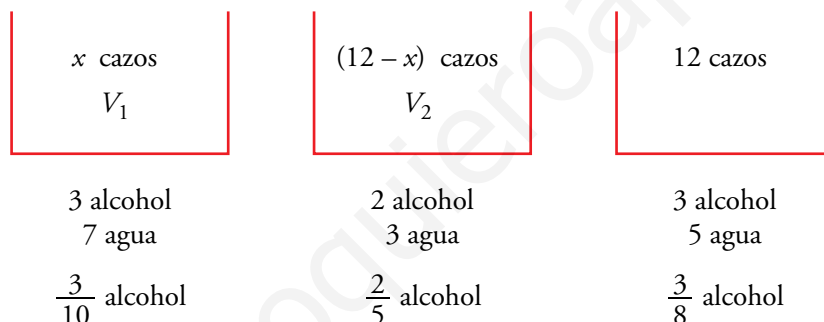 x cazos
V₁
3 alcohol
7 agua
3/10 alcohol
(12 – x) cazos
V₂
2 alcohol
3 agua
2/5 alcohol
12 cazos
3 alcohol
5 agua
3/8 alcohol